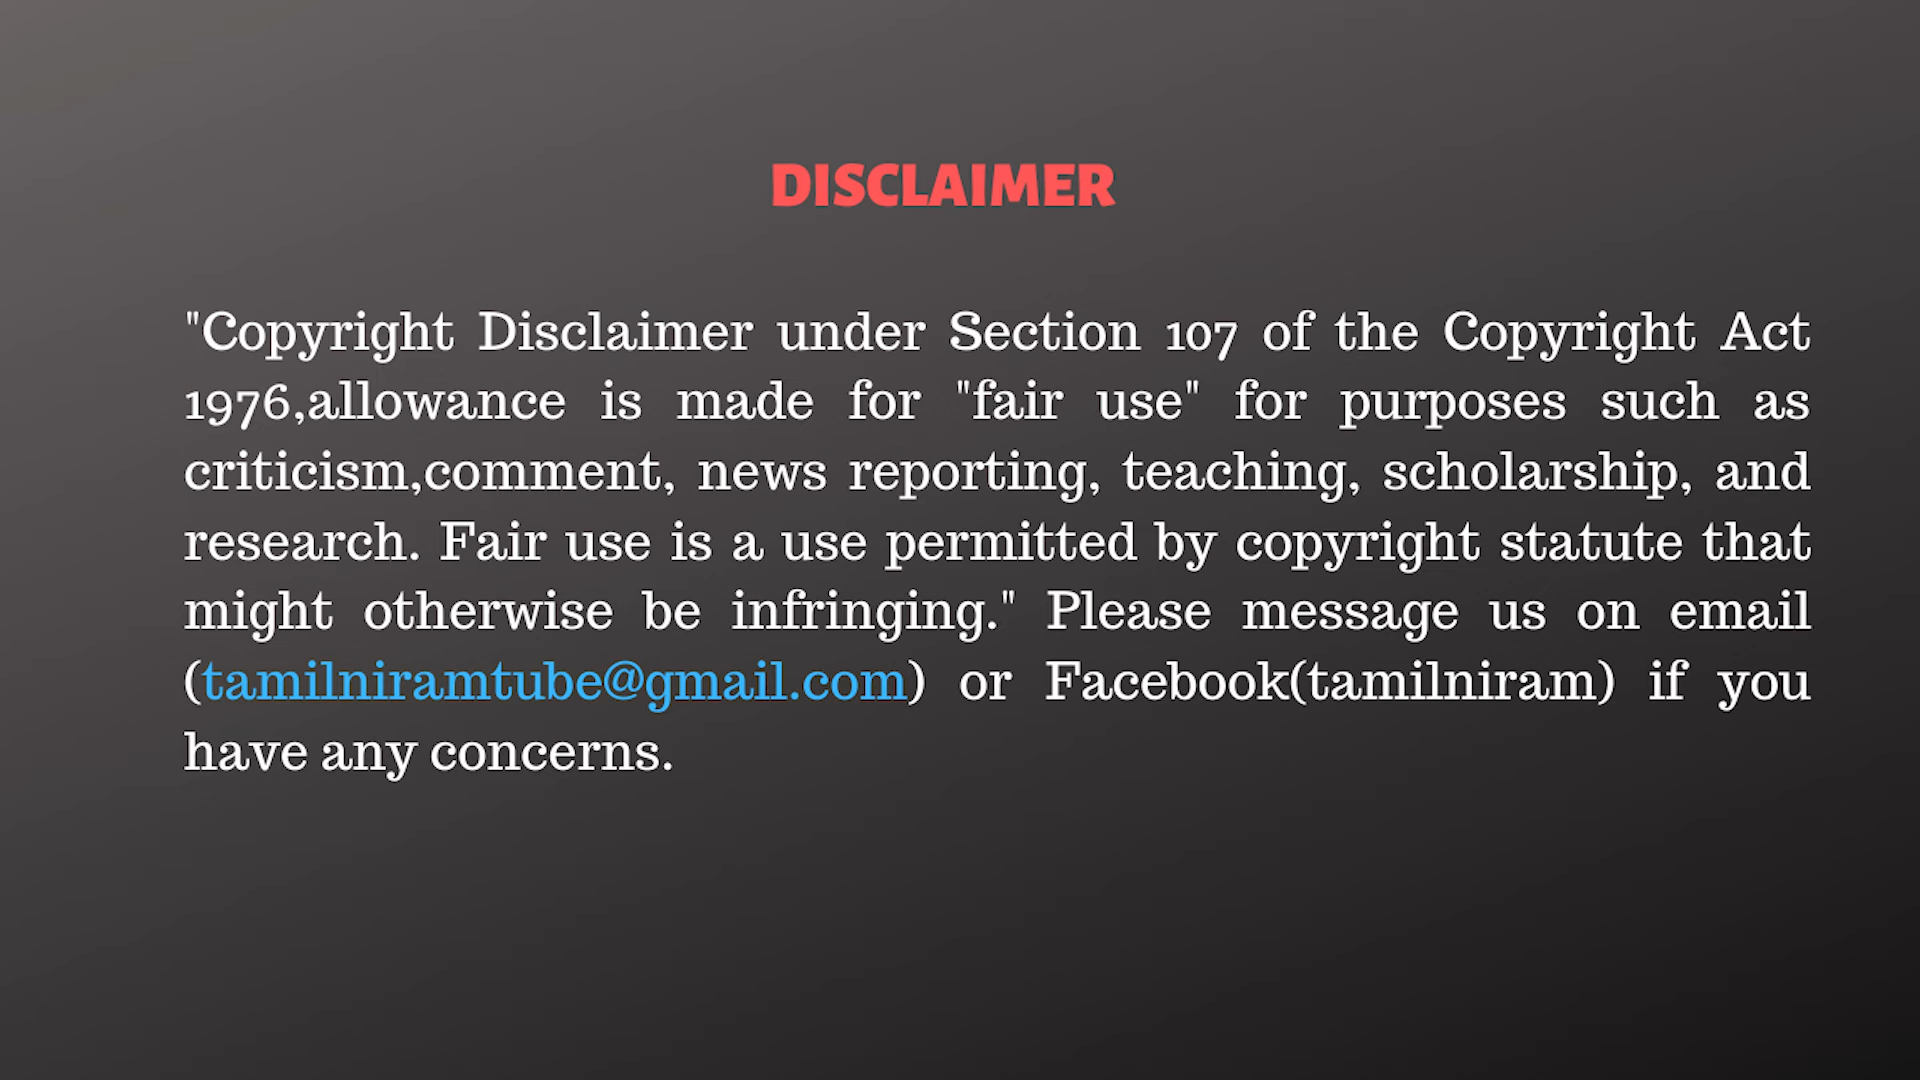 DISCLAIMER
"Copyright Disclaimer under Section 107 of the Copyright Act
1976,allowance is made for "fair use" for purposes such as
criticism,comment, news reporting, teaching, scholarship, and
research. Fair use is a use permitted by copyright statute that
might otherwise be infringing." Please message us on email
(tamilniramtube@gmail.com) or Facebook(tamilniram) if you
have any concerns.